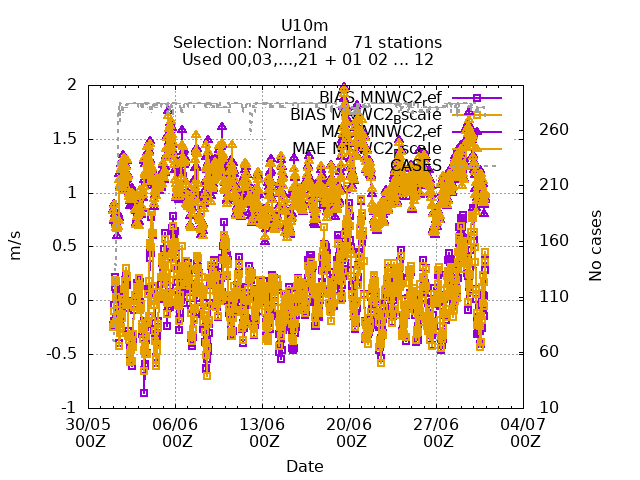 U10m
Selection: Norrland 71 stations
Used 00,03,...,21 + 01 02 ... 12
BIAS MNWC2_ref
BIAS MNWC2_Bscale
MAE MNWC2_ref
MAE MNWC2_Bscale
CASES
2
1.5
1
0.5
0
-0.5
-1
m/s
260
210
160
110
60
10
No cases
30/05 06/06 13/06 20/06 27/06 04/07
00Z 00Z 00Z 00Z 00Z 00Z
Date